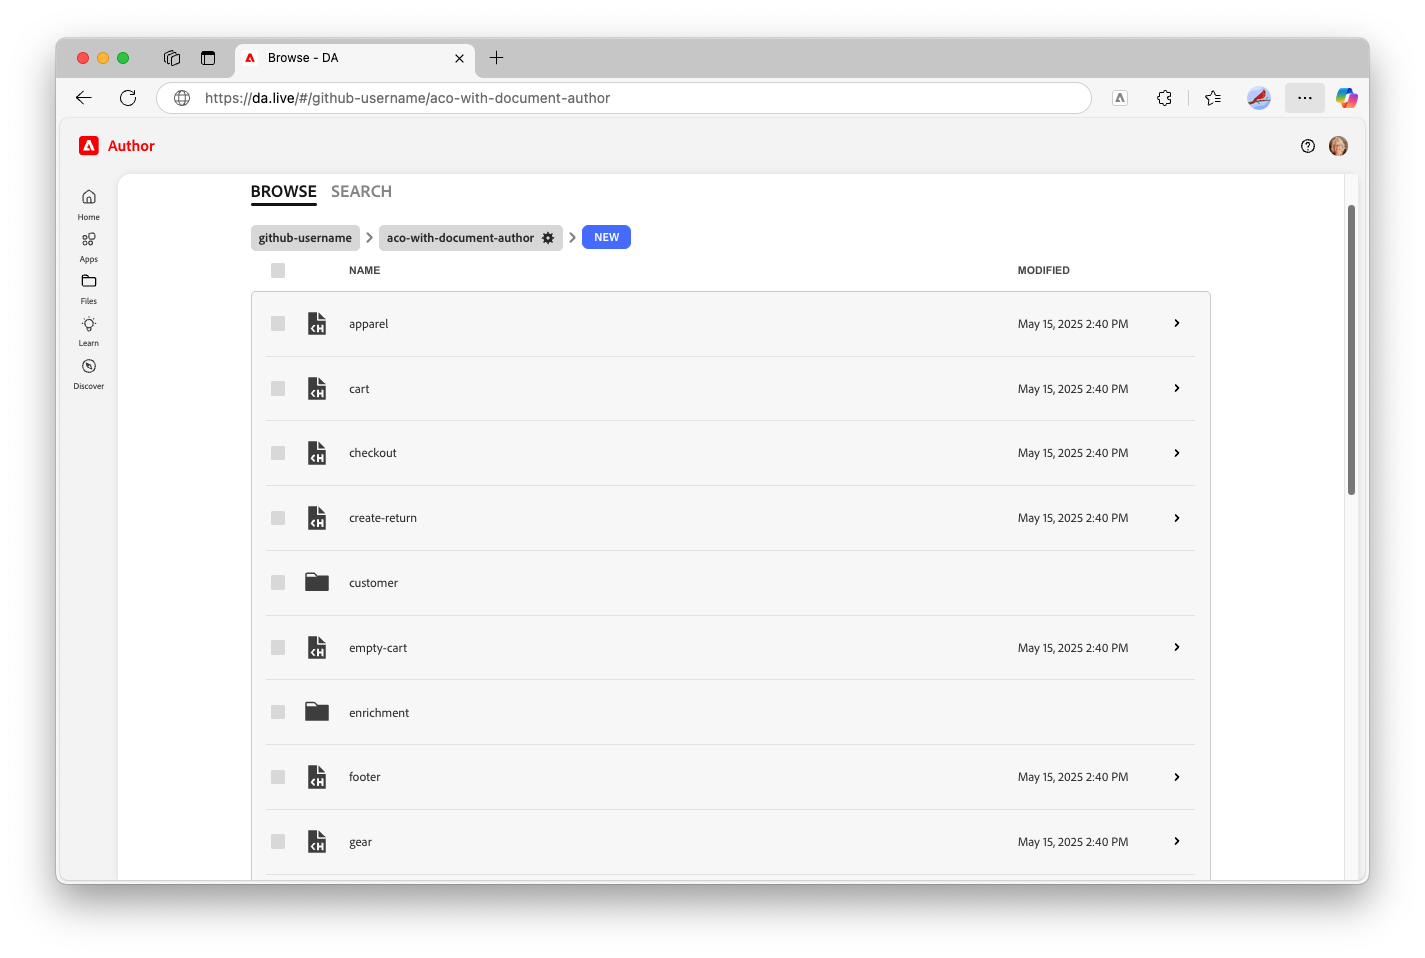 Browse - DA
https://da.live/#/github-username/aco-with-document-author
Author
Home
Apps
Files
Learn
Discover
BROWSE SEARCH
github-username aco-with-document-author NEW
NAME MODIFIED
apparel May 15, 2025 2:40 PM
cart May 15, 2025 2:40 PM
checkout May 15, 2025 2:40 PM
create-return May 15, 2025 2:40 PM
customer
empty-cart May 15, 2025 2:40 PM
enrichment
footer May 15, 2025 2:40 PM
gear May 15, 2025 2:40 PM